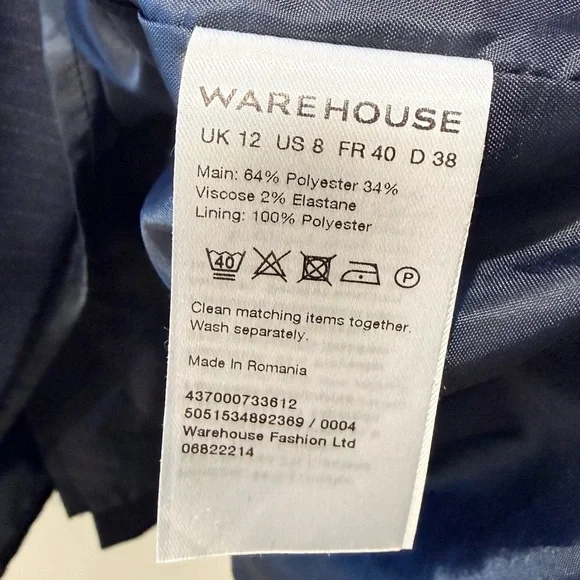 WAREHOUSE
UK 12 US 8 FR 40 D 38
Main: 64% Polyester 34%
Viscose 2% Elastane
Lining: 100% Polyester
40 P
Clean matching items together.
Wash separately.
Made In Romania
437000733612
5051534892369 / 0004
Warehouse Fashion Ltd
06822214